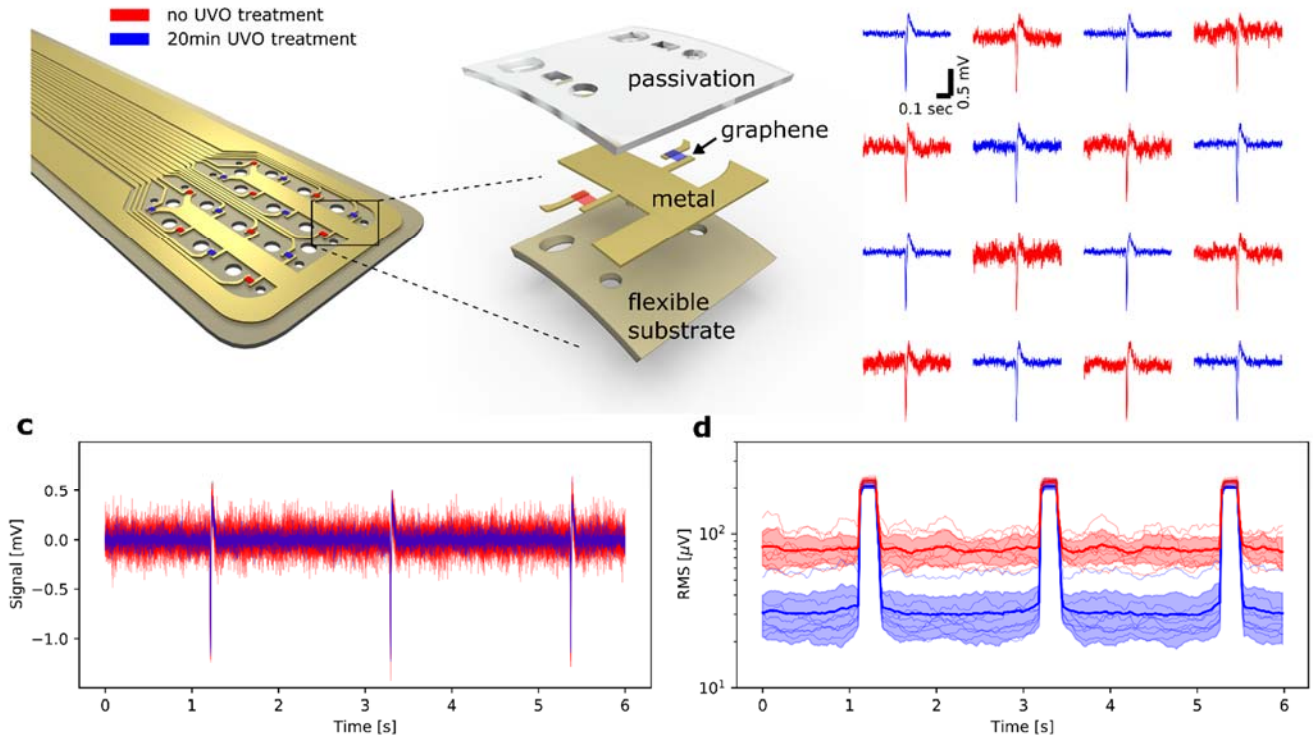 no UVO treatment
20min UVO treatment
passivation
graphene
metal
flexible
substrate
0.5 mV
0.1 sec
c
Signal [mV]
0.5
0.0
−0.5
−1.0
0 1 2 3 4 5 6
Time [s]
d
RMS [µV]
10²
10¹
0 1 2 3 4 5 6
Time [s]